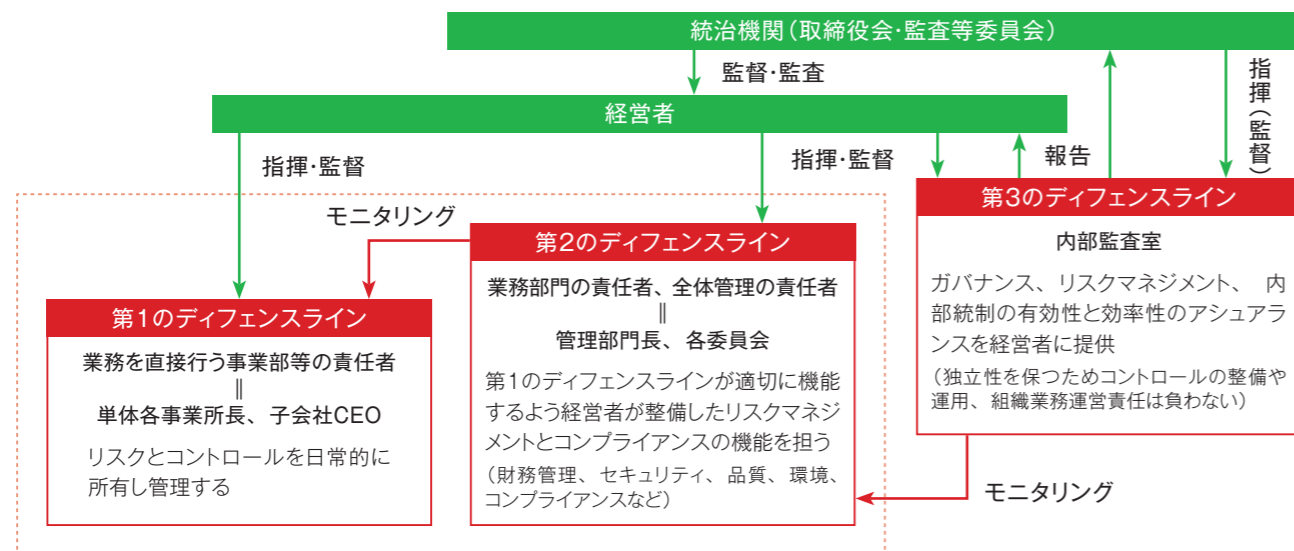 統治機関（取締役会・監査等委員会）
監督・監査
指揮（監督）
経営者
指揮・監督
指揮・監督
報告
モニタリング
第1のディフェンスライン
業務を直接行う事業部等の責任者
||
単体各事業所長、子会社CEO
リスクとコントロールを日常的に
所有し管理する
第2のディフェンスライン
業務部門の責任者、全体管理の責任者
||
管理部門長、各委員会
第1のディフェンスラインが適切に機能
するよう経営者が整備したリスクマネジ
メントとコンプライアンスの機能を担う
（財務管理、セキュリティ、品質、環境、
コンプライアンスなど）
第3のディフェンスライン
内部監査室
ガバナンス、リスクマネジメント、 内
部統制の有効性と効率性のアシュアラ
ンスを経営者に提供
（独立性を保つためコントロールの整備や
運用、組織業務運営責任は負わない）
モニタリング